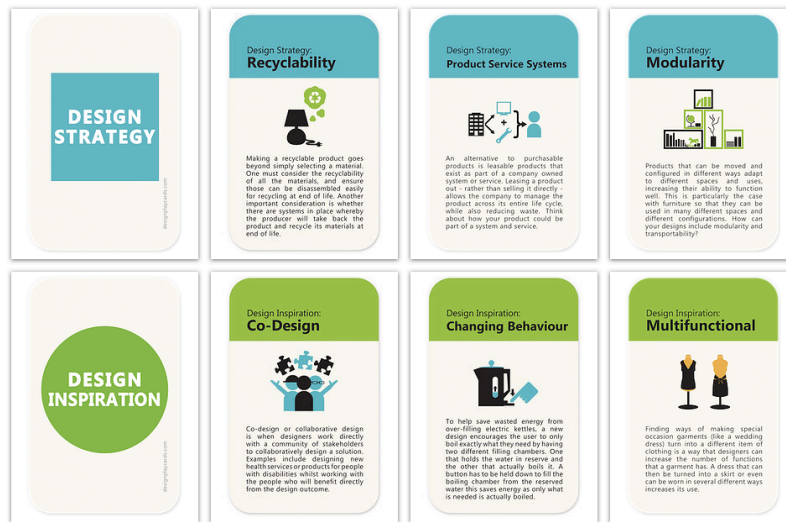 DESIGN
STRATEGY
designplaycards.com
Design Strategy:
Recyclability
Making a recyclable product goes
beyond simply selecting a material.
One must consider the recyclability
of all the materials, and ensure
those can be disassembled easily
for recycling at end of life. Another
important consideration is whether
there are systems in place whereby
the producer will take back the
product and recycle its materials at
end of life.
Design Strategy:
Product Service Systems
An alternative to purchasable
products is leasable products that
exist as part of a company owned
system or service. Leasing a product
out - rather than selling it directly -
allows the company to manage the
product across its entire life cycle,
while also reducing waste. Think
about how your product could be
part of a system and service.
Design Strategy:
Modularity
Products that can be moved and
configured in different ways adapt
to different spaces and uses,
increasing their ability to function
well. This is particularly the case
with furniture so that they can be
used in many different spaces and
different configurations. How can
your designs include modularity and
transportability?
DESIGN
INSPIRATION
designplaycards.com
Design Inspiration:
Co-Design
Co-design or collaborative design
is when designers work directly
with a community of stakeholders
to collaboratively design a solution.
Examples include designing new
health services or products for people
with disabilities whilst working with
the people who will benefit directly
from the design outcome.
Design Inspiration:
Changing Behaviour
To help save wasted energy from
over-filling electric kettles, a new
design encourages the user to only
boil exactly what they need by having
two different filling chambers. One
that holds the water in reserve and
the other that actually boils it. A
button has to be held down to fill the
boiling chamber from the reserved
water this saves energy as only what
is needed is actually boiled.
Design Inspiration:
Multifunctional
Finding ways of making special
occasion garments (like a wedding
dress) turn into a different item of
clothing is a way that designers can
increase the number of functions
that a garment has. A dress that can
then be turned into a skirt or even
can be worn in several different ways
increases its use.